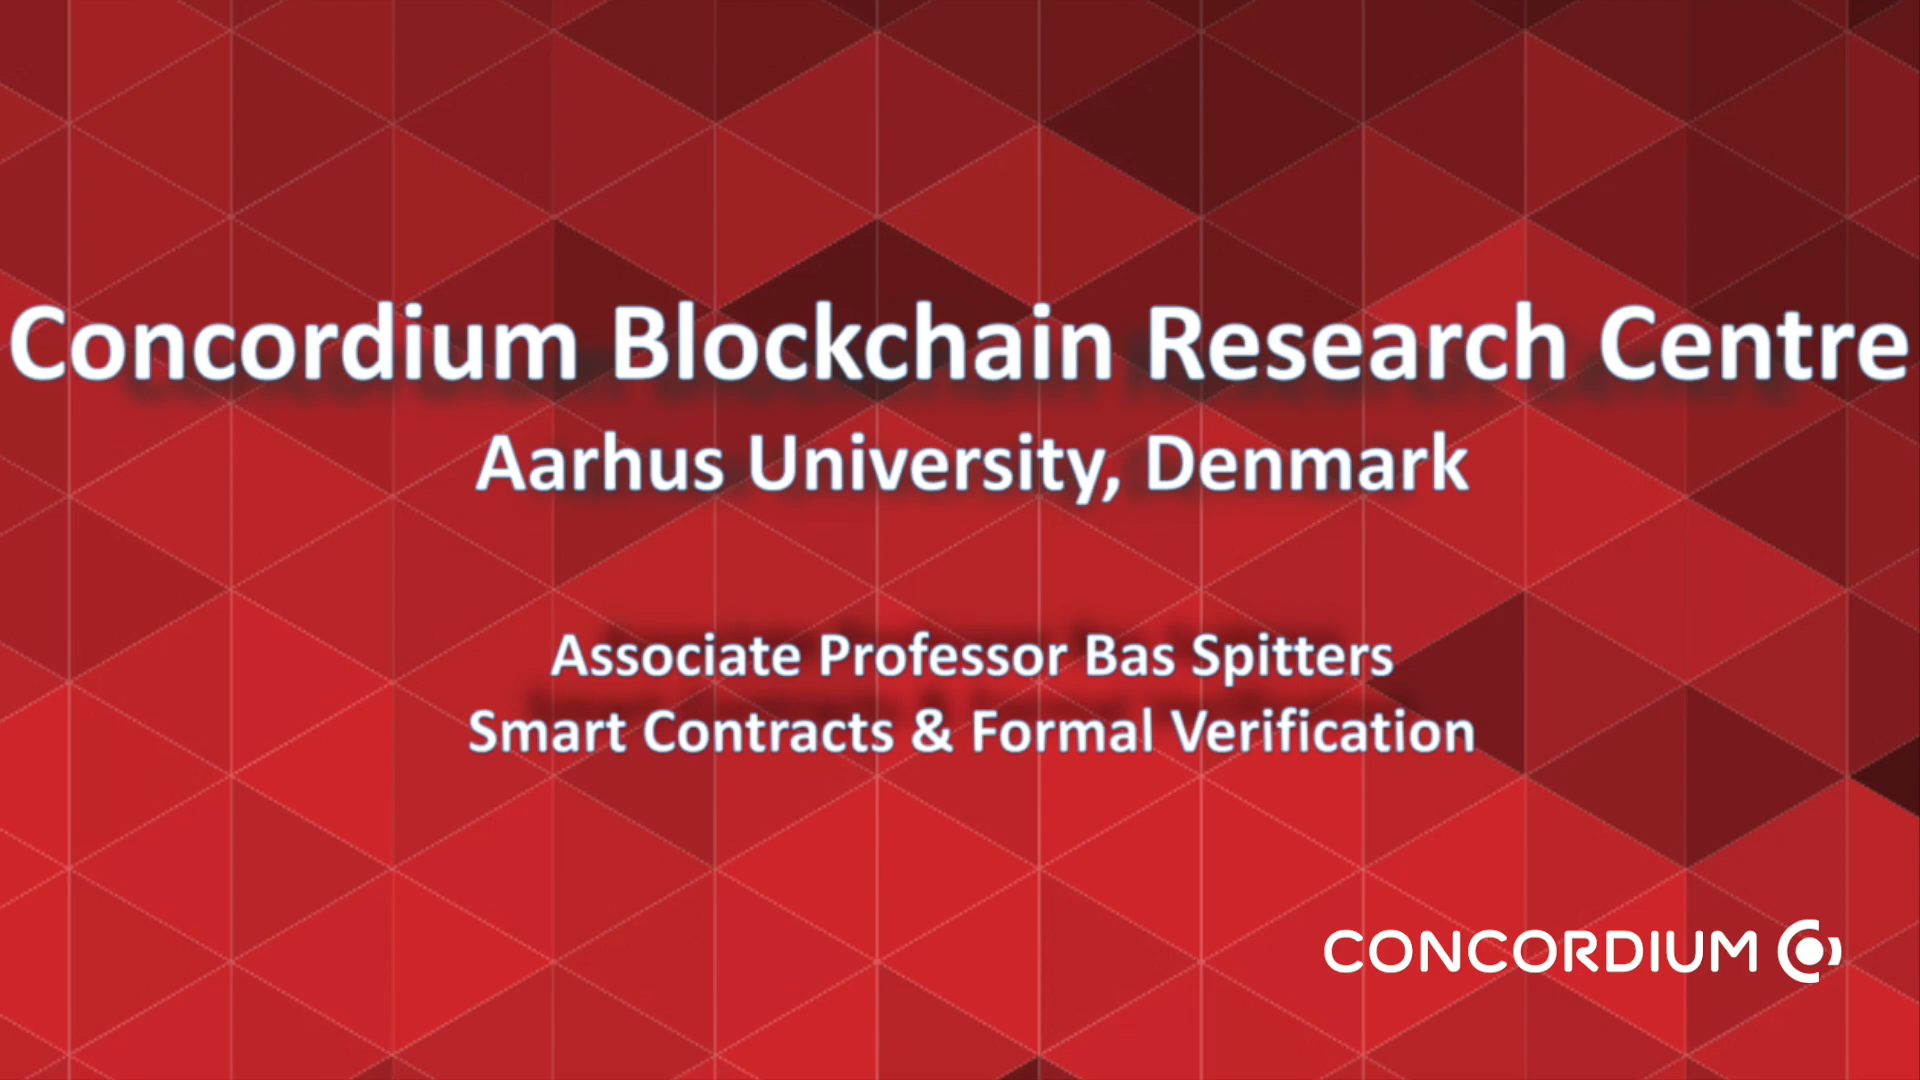 Concordium Blockchain Research Centre
Aarhus University, Denmark
Associate Professor Bas Spitters
Smart Contracts & Formal Verification
CONCORDIUM